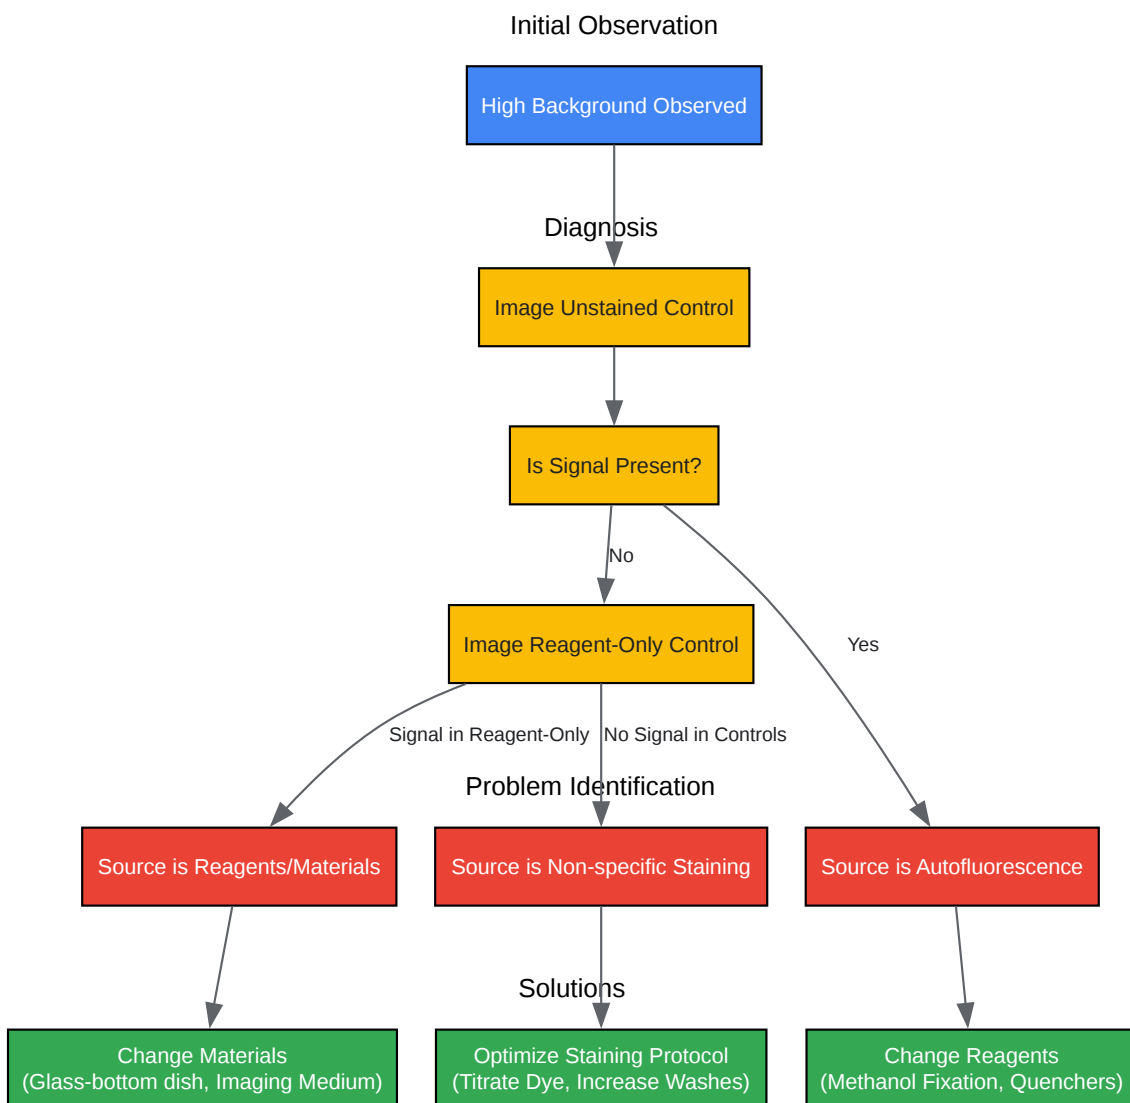 Initial Observation
High Background Observed
Diagnosis
Image Unstained Control
Is Signal Present?
No
Image Reagent-Only Control
Yes
Signal in Reagent-Only
No Signal in Controls
Problem Identification
Source is Reagents/Materials
Source is Non-specific Staining
Source is Autofluorescence
Solutions
Change Materials
(Glass-bottom dish, Imaging Medium)
Optimize Staining Protocol
(Titrate Dye, Increase Washes)
Change Reagents
(Methanol Fixation, Quenchers)